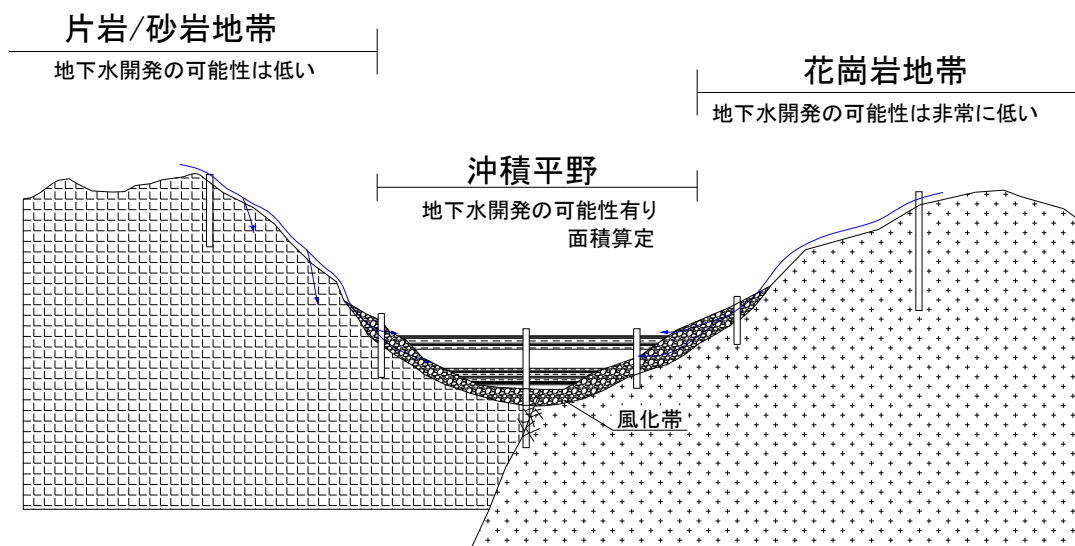 片岩/砂岩地帯
地下水開発の可能性は低い
花崗岩地帯
地下水開発の可能性は非常に低い
沖積平野
地下水開発の可能性有り
面積算定
風化帯